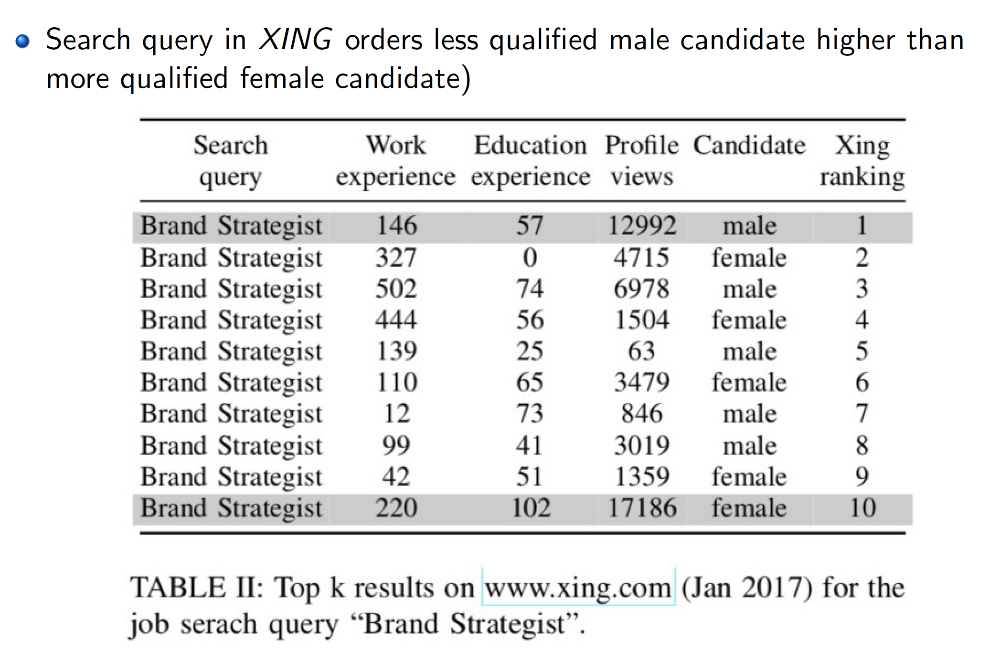 Search query in XING orders less qualified male candidate higher than
more qualified female candidate)
Search Work Education Profile Candidate Xing
query experience experience views ranking
Brand Strategist 146 57 12992 male 1
Brand Strategist 327 0 4715 female 2
Brand Strategist 502 74 6978 male 3
Brand Strategist 444 56 1504 female 4
Brand Strategist 139 25 63 male 5
Brand Strategist 110 65 3479 female 6
Brand Strategist 12 73 846 male 7
Brand Strategist 99 41 3019 male 8
Brand Strategist 42 51 1359 female 9
Brand Strategist 220 102 17186 female 10
TABLE II: Top k results on www.xing.com (Jan 2017) for the
job serach query “Brand Strategist”.